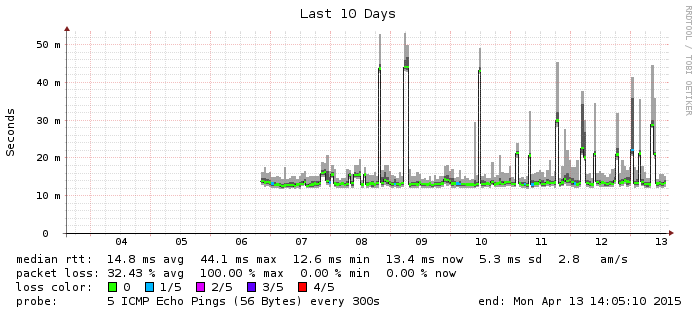 Last 10 Days
RRDTOOL / TOBI OETIKER
Seconds
50 m
40 m
30 m
20 m
10 m
0
04 05 06 07 08 09 10 11 12 13
median rtt: 14.8 ms avg 44.1 ms max 12.6 ms min 13.4 ms now 5.3 ms sd 2.8 am/s
packet loss: 32.43 % avg 100.00 % max 0.00 % min 0.00 % now
loss color: 0 1/5 2/5 3/5 4/5
probe: 5 ICMP Echo Pings (56 Bytes) every 300s end: Mon Apr 13 14:05:10 2015